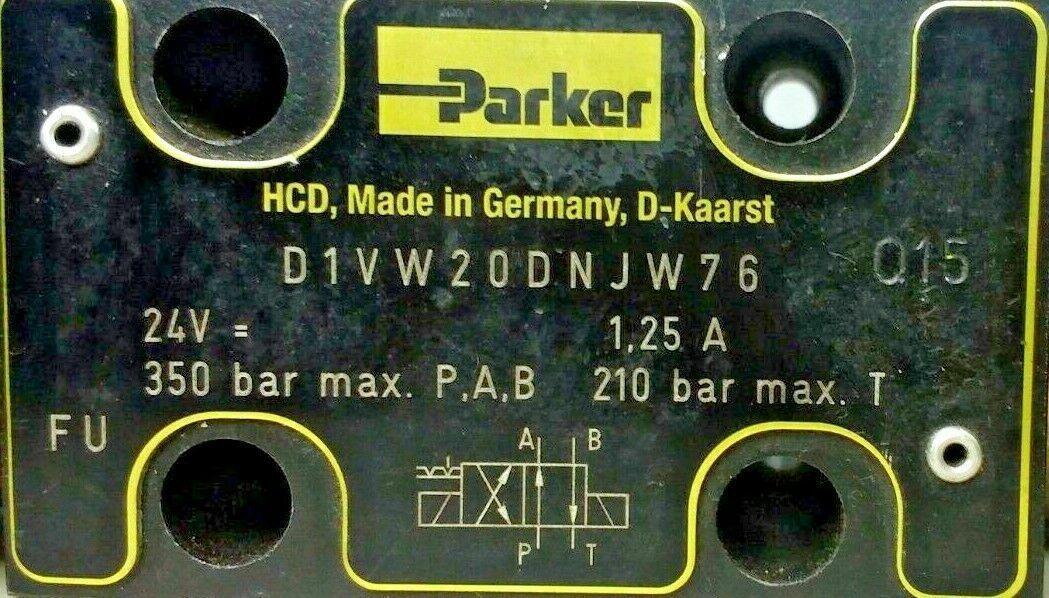 Parker
HCD, Made in Germany, D-Kaarst
D1VW20DNJW76 Q15
24V = 1,25 A
350 bar max. P,A,B 210 bar max. T
FU
A B
P T